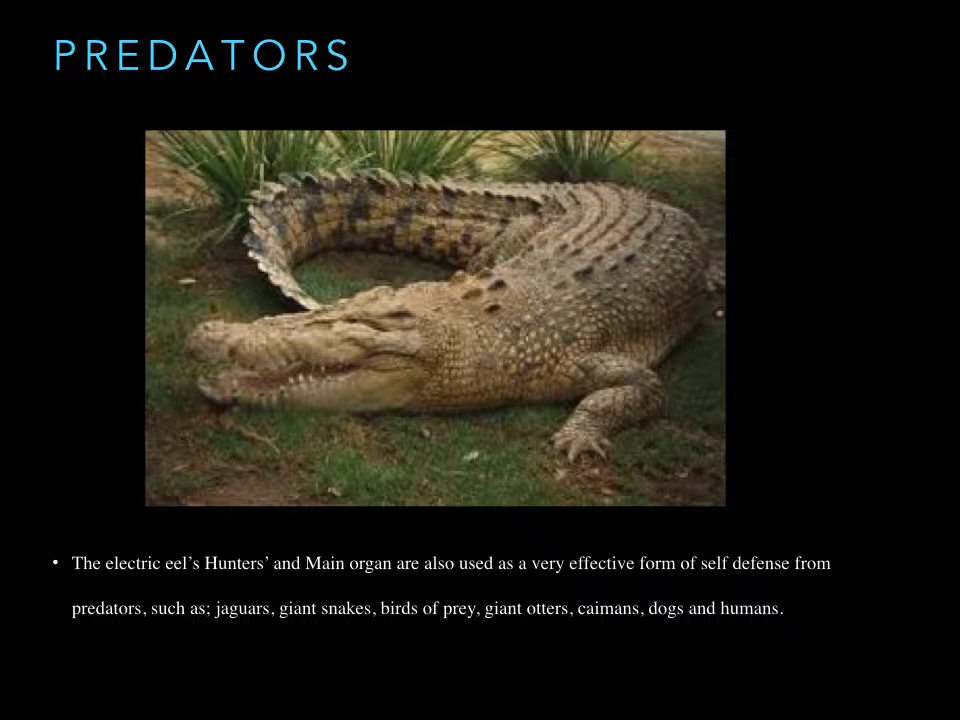 PREDATORS
• The electric eel’s Hunters’ and Main organ are also used as a very effective form of self defense from
predators, such as; jaguars, giant snakes, birds of prey, giant otters, caimans, dogs and humans.